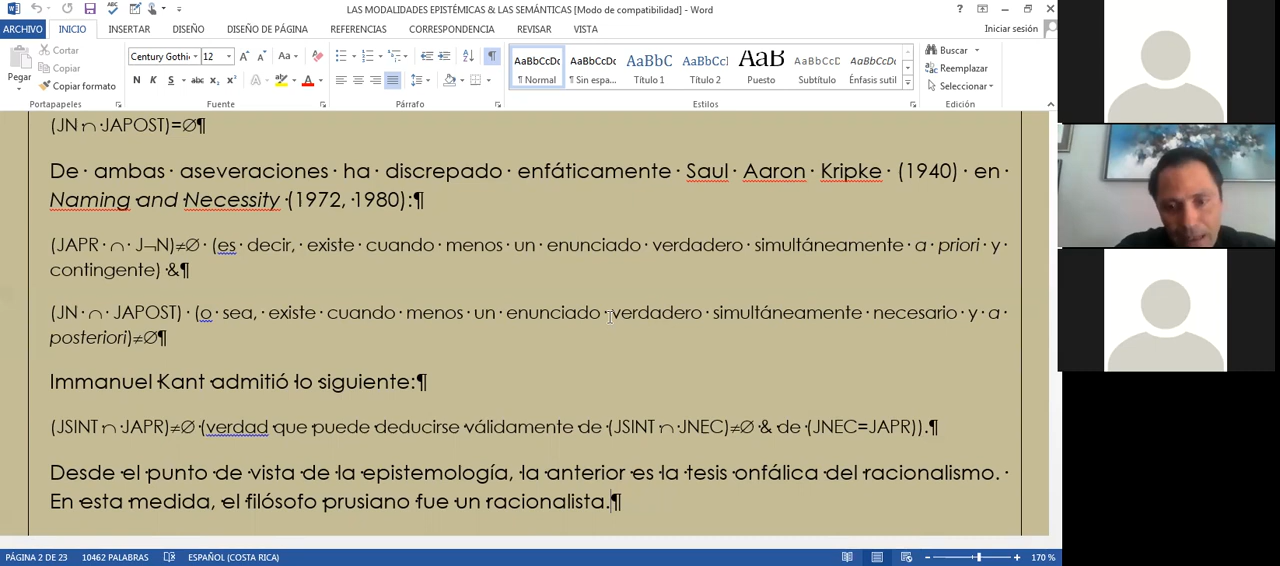 LAS MODALIDADES EPISTÉMICAS & LAS SEMÁNTICAS [Modo de compatibilidad] - Word
ARCHIVO INICIO INSERTAR DISEÑO DISEÑO DE PÁGINA REFERENCIAS CORRESPONDENCIA REVISAR VISTA Iniciar sesión
Pegar
Cortar
Copiar
Copiar formato
Portapapeles
Century Gothi 12
N K S abc x₂ x²
Fuente
Párrafo
AaBbCcDc AaBbCcDc AaBbC AaBbCcl AaB AaBbCcD AaBbCcDc
¶ Normal ¶ Sin espa... Título 1 Título 2 Puesto Subtítulo Énfasis sutil
Estilos
Buscar
Reemplazar
Seleccionar
Edición
(JN ∩ JAPOST)=∅¶
De ambas aseveraciones ha discrepado enfáticamente Saul Aaron Kripke (1940) en
Naming and Necessity (1972, 1980):¶
(JAPR ∩ J¬N)≠∅ (es decir, existe cuando menos un enunciado verdadero simultáneamente a priori y
contingente) &¶
(JN ∩ JAPOST) (o sea, existe cuando menos un enunciado verdadero simultáneamente necesario y a
posteriori)≠∅¶
Immanuel Kant admitió lo siguiente:¶
(JSINT ∩ JAPR)≠∅ (verdad que puede deducirse válidamente de (JSINT ∩ JNEC)≠∅ & de (JNEC=JAPR)).¶
Desde el punto de vista de la epistemología, la anterior es la tesis onfálica del racionalismo.
En esta medida, el filósofo prusiano fue un racionalista.¶
PÁGINA 2 DE 23 10462 PALABRAS ESPAÑOL (COSTA RICA) 170 %